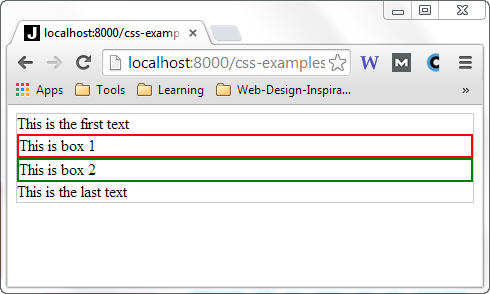 J localhost:8000/css-examp
localhost:8000/css-examples W M C
Apps Tools Learning Web-Design-Inspira... »
This is the first text
This is box 1
This is box 2
This is the last text